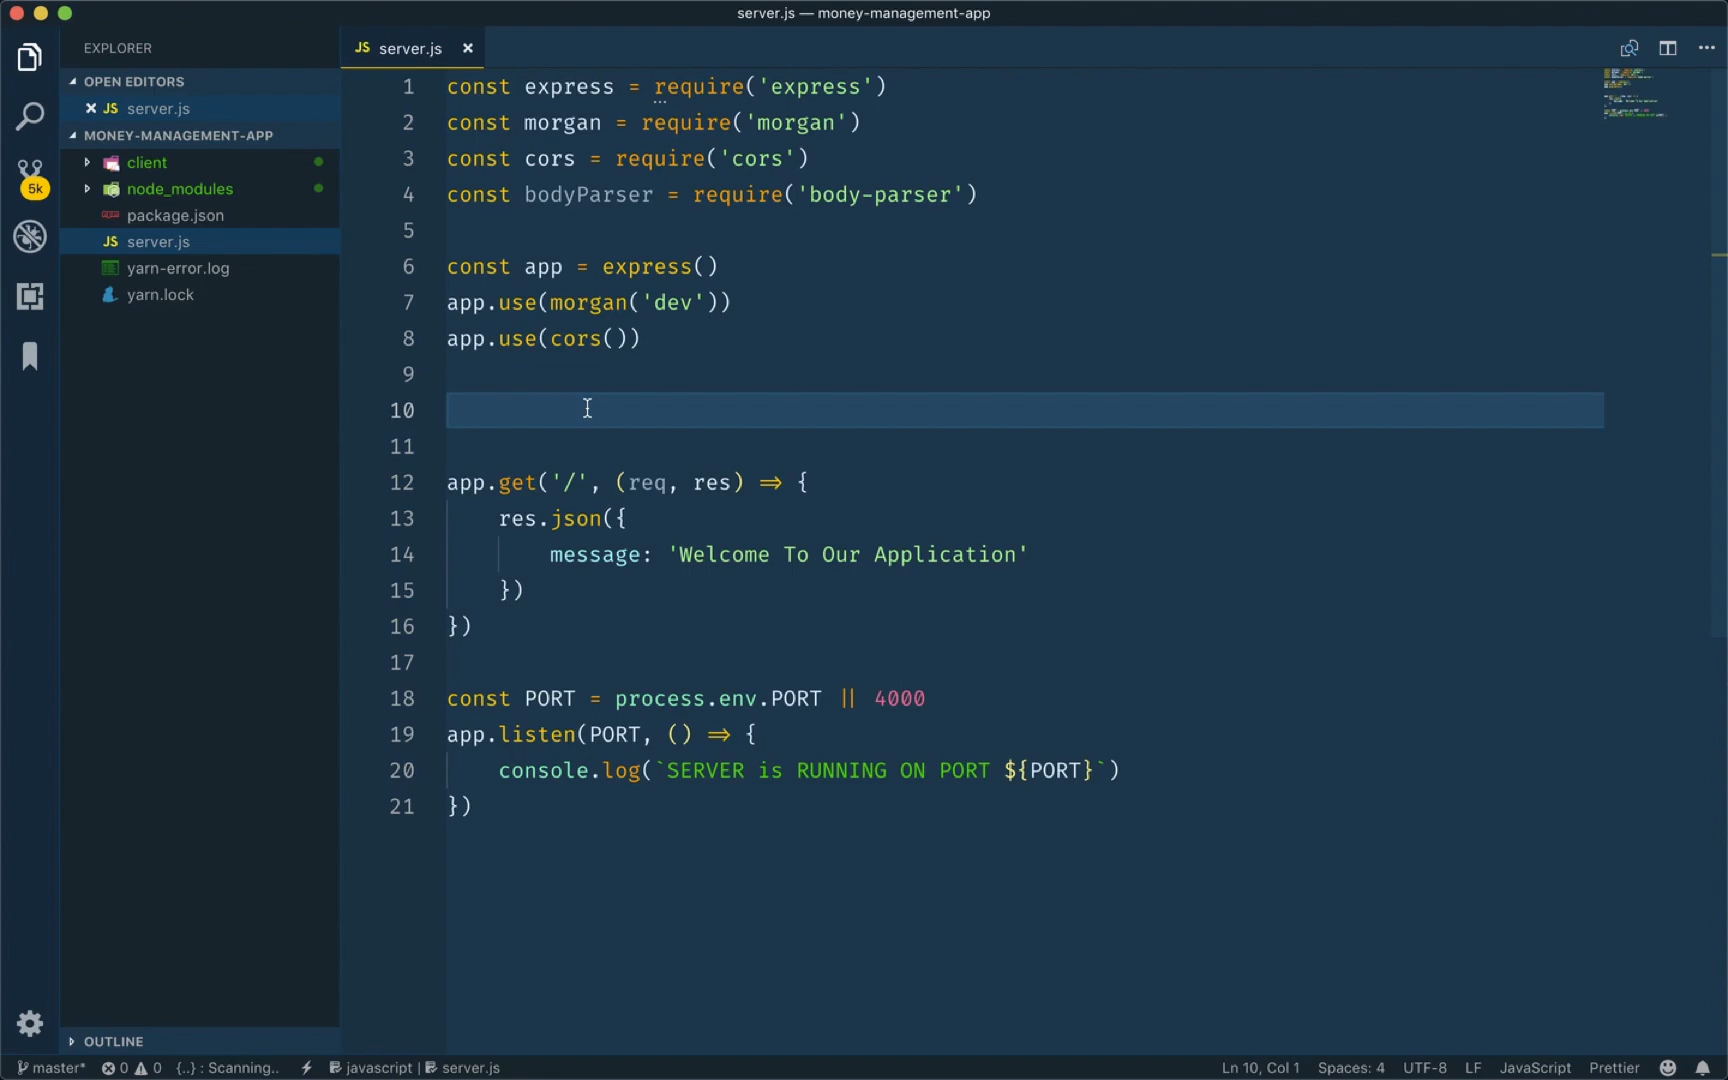 server.js — money-management-app
EXPLORER
OPEN EDITORS
JS server.js
MONEY-MANAGEMENT-APP
client
node_modules
package.json
JS server.js
yarn-error.log
yarn.lock
5k
OUTLINE
JS server.js
1 const express = require('express')
2 const morgan = require('morgan')
3 const cors = require('cors')
4 const bodyParser = require('body-parser')
5
6 const app = express()
7 app.use(morgan('dev'))
8 app.use(cors())
9
10
11
12 app.get('/', (req, res) => {
13 res.json({
14 message: 'Welcome To Our Application'
15 })
16 })
17
18 const PORT = process.env.PORT || 4000
19 app.listen(PORT, () => {
20 console.log(`SERVER is RUNNING ON PORT ${PORT}`)
21 })
master* 0 0 {..} : Scanning.. javascript | server.js Ln 10, Col 1 Spaces: 4 UTF-8 LF JavaScript Prettier